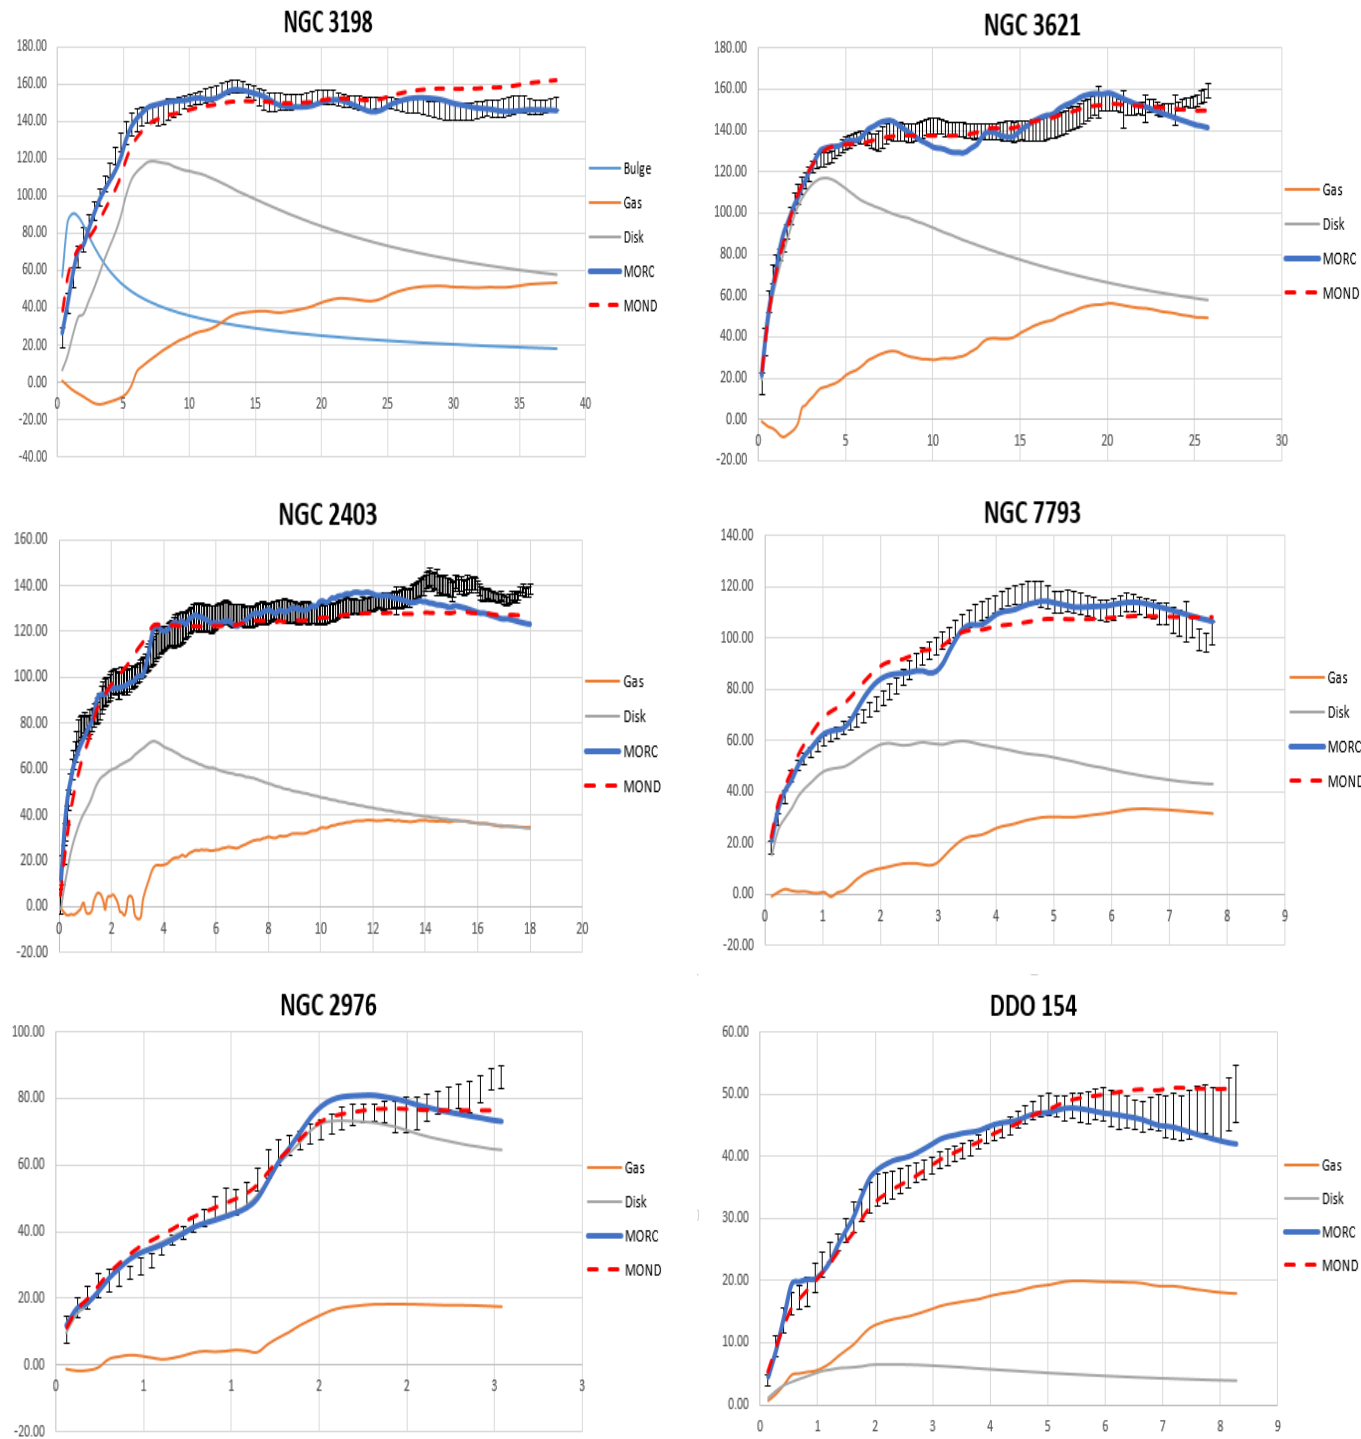 NGC 3198
180.00
160.00
140.00
120.00
100.00
80.00
60.00
40.00
20.00
0.00
-20.00
-40.00
0 5 10 15 20 25 30 35 40
Bulge
Gas
Disk
MORC
MOND
NGC 3621
180.00
160.00
140.00
120.00
100.00
80.00
60.00
40.00
20.00
0.00
-20.00
0 5 10 15 20 25 30
Gas
Disk
MORC
MOND
NGC 2403
160.00
140.00
120.00
100.00
80.00
60.00
40.00
20.00
0.00
-20.00
0 2 4 6 8 10 12 14 16 18 20
Gas
Disk
MORC
MOND
NGC 7793
140.00
120.00
100.00
80.00
60.00
40.00
20.00
0.00
-20.00
0 1 2 3 4 5 6 7 8 9
Gas
Disk
MORC
MOND
NGC 2976
100.00
80.00
60.00
40.00
20.00
0.00
-20.00
0 1 1 2 2 3 3
Gas
Disk
MORC
MOND
DDO 154
60.00
50.00
40.00
30.00
20.00
10.00
0.00
0 1 2 3 4 5 6 7 8 9
Gas
Disk
MORC
MOND